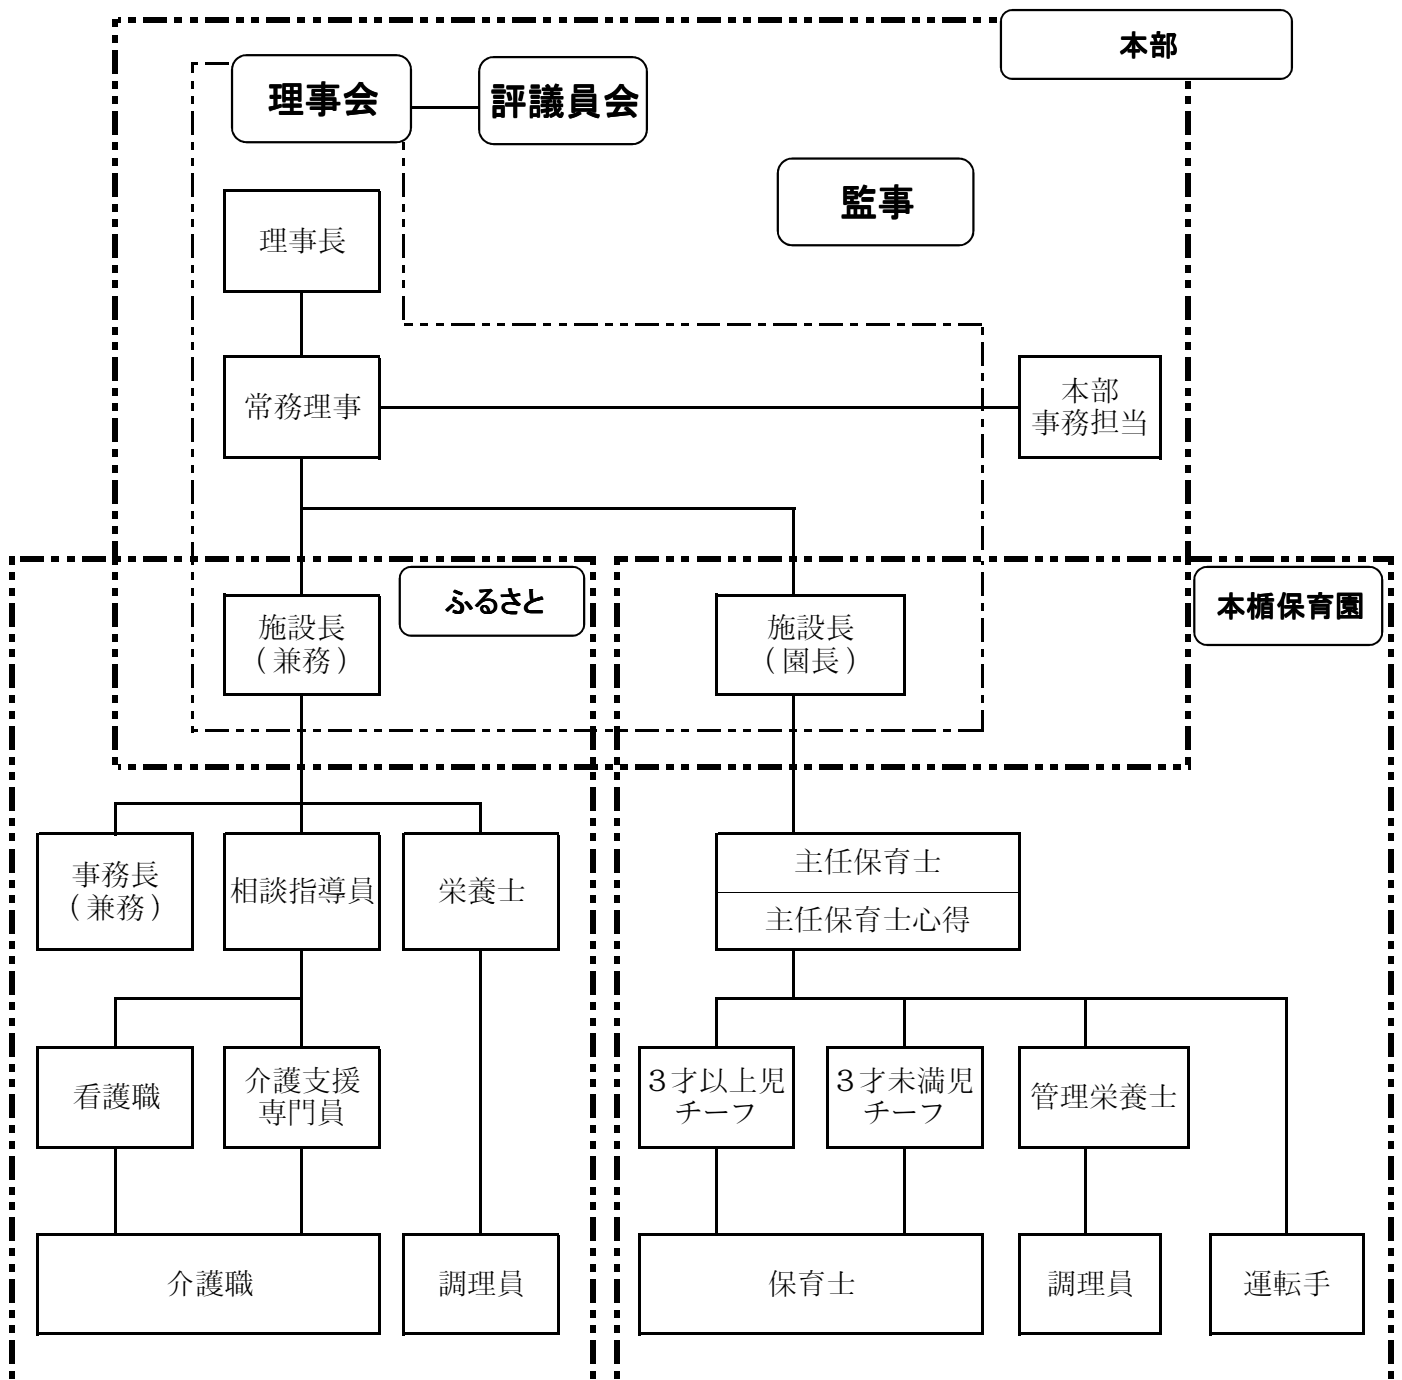 本部
理事会
評議員会
監事
理事長
常務理事
本部
事務担当
ふるさと
本楯保育園
施設長
（兼務）
施設長
（園長）
事務長
（兼務）
相談指導員
栄養士
主任保育士
主任保育士心得
看護職
介護支援
専門員
３才以上児
チーフ
３才未満児
チーフ
管理栄養士
介護職
調理員
保育士
調理員
運転手